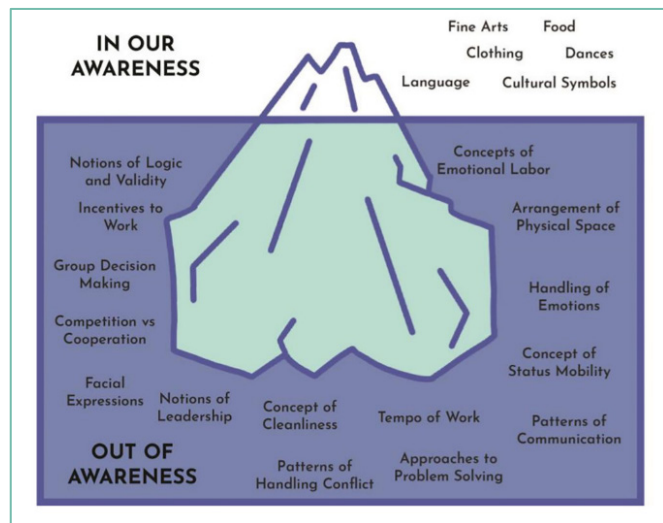 IN OUR
AWARENESS
Fine Arts
Food
Clothing
Dances
Language
Cultural Symbols
Notions of Logic
and Validity
Incentives to
Work
Group Decision
Making
Competition vs
Cooperation
Facial
Expressions
Notions of
Leadership
Concept of
Cleanliness
Tempo of Work
Concepts of
Emotional Labor
Arrangement of
Physical Space
Handling of
Emotions
Concept of
Status Mobility
Patterns of
Communication
OUT OF
AWARENESS
Patterns of
Handling Conflict
Approaches to
Problem Solving